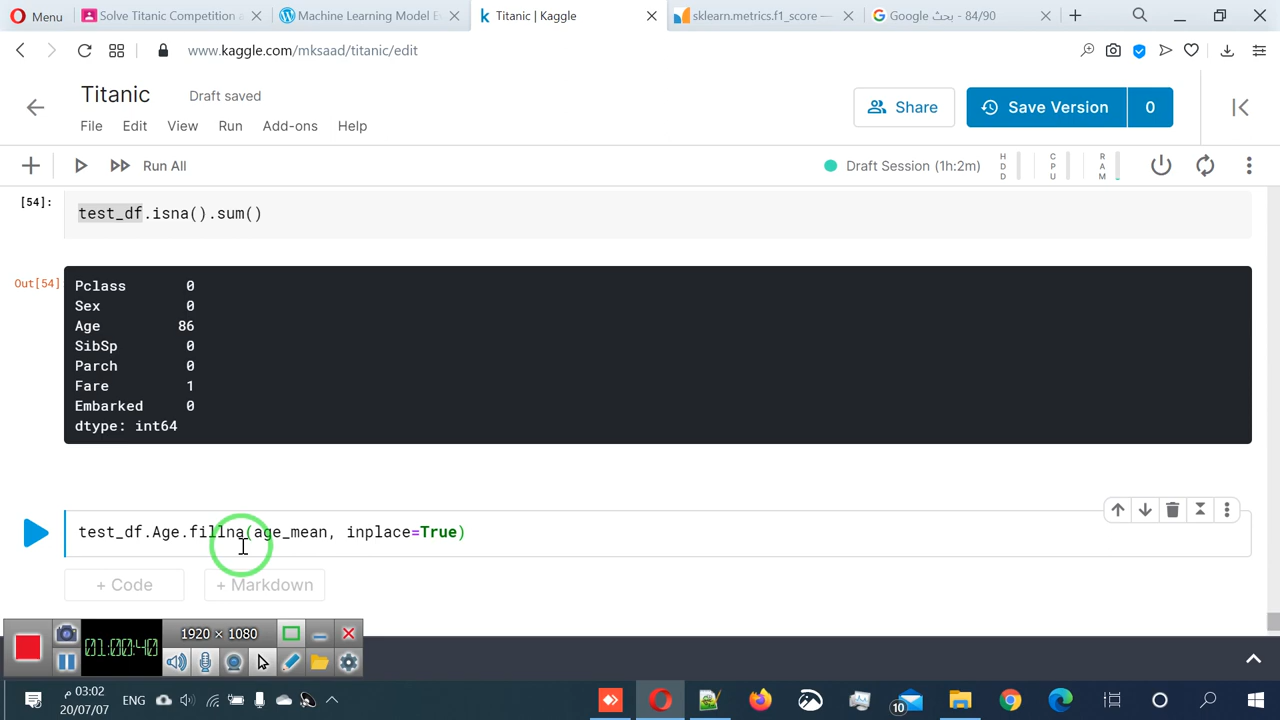 Menu
Solve Titanic Competition a
Machine Learning Model E
Titanic | Kaggle
sklearn.metrics.f1_score —
84/90 - بحث Google
www.kaggle.com/mksaad/titanic/edit
Titanic
Draft saved
Share
Save Version
0
File
Edit
View
Run
Add-ons
Help
Run All
Draft Session (1h:2m)
HDD
CPU
RAM
[54]:
test_df.isna().sum()
Out[54]
Pclass 0
Sex 0
Age 86
SibSp 0
Parch 0
Fare 1
Embarked 0
dtype: int64
test_df.Age.fillna(age_mean, inplace=True)
+ Code
+ Markdown
01:00:40
1920 × 1080
03:02 م
20/07/07
ENG
10